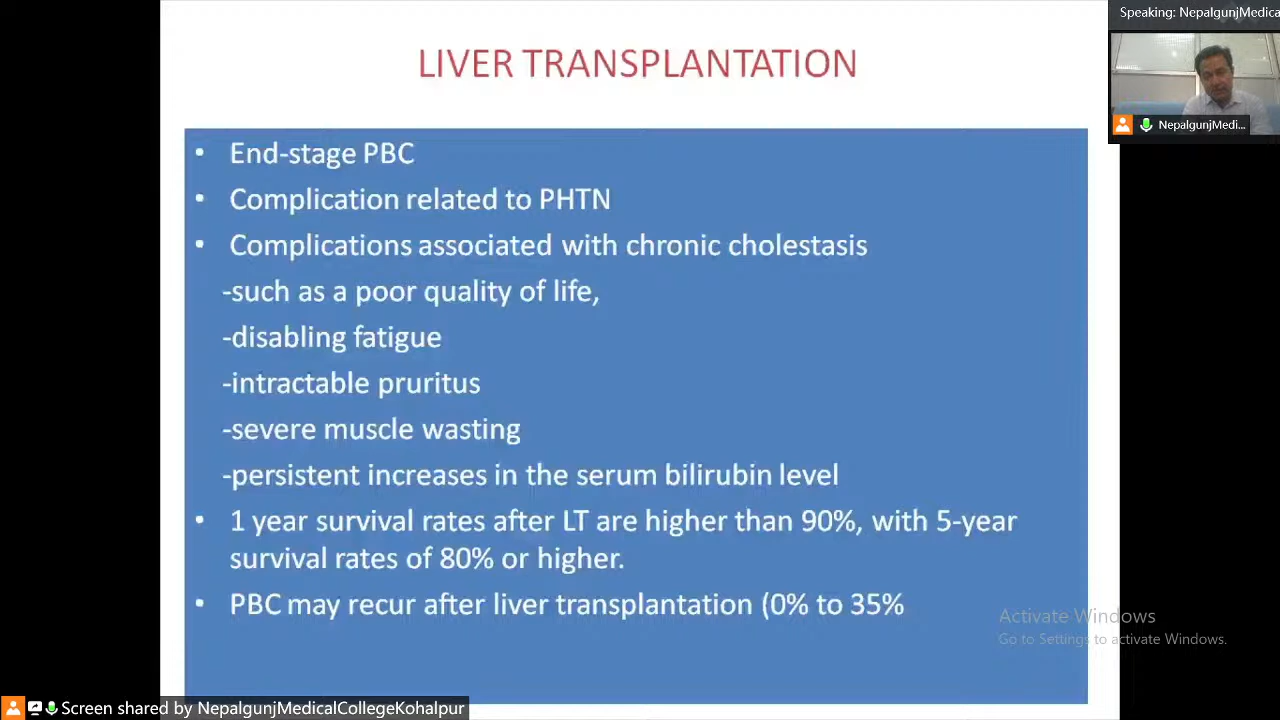 Speaking: NepalgunjMedica
LIVER TRANSPLANTATION
NepalgunjMedi...
• End-stage PBC
• Complication related to PHTN
• Complications associated with chronic cholestasis
-such as a poor quality of life,
-disabling fatigue
-intractable pruritus
-severe muscle wasting
-persistent increases in the serum bilirubin level
• 1 year survival rates after LT are higher than 90%, with 5-year
survival rates of 80% or higher.
• PBC may recur after liver transplantation (0% to 35%
Activate Windows
Go to Settings to activate Windows.
Screen shared by NepalgunjMedicalCollegeKohalpur